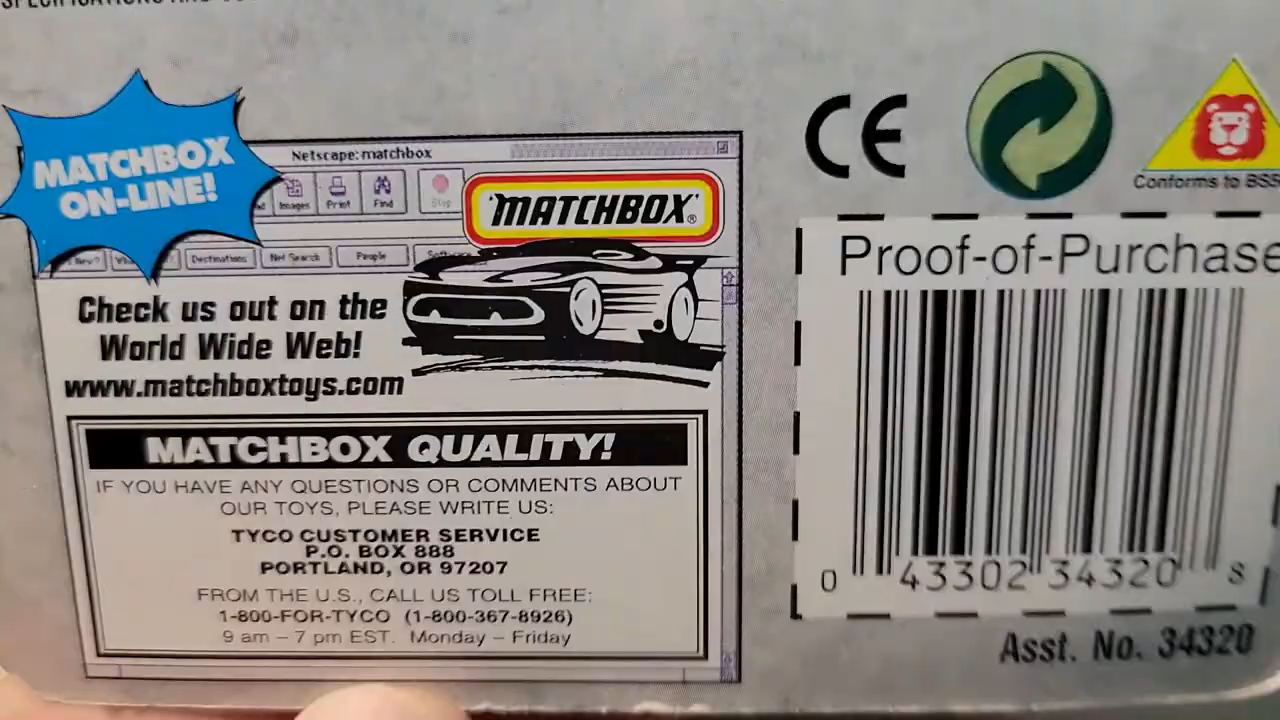 MATCHBOX
ON-LINE!
Netscape: matchbox
Images Print Find Stop
MATCHBOX®
Destinations Net Search People
Check us out on the
World Wide Web!
www.matchboxtoys.com
MATCHBOX QUALITY!
IF YOU HAVE ANY QUESTIONS OR COMMENTS ABOUT
OUR TOYS, PLEASE WRITE US:
TYCO CUSTOMER SERVICE
P.O. BOX 888
PORTLAND, OR 97207
FROM THE U.S., CALL US TOLL FREE:
1-800-FOR-TYCO (1-800-367-8926)
9 am – 7 pm EST. Monday – Friday
CE
Conforms to BSS
Proof-of-Purchase
0 43302 34320 8
Asst. No. 34320